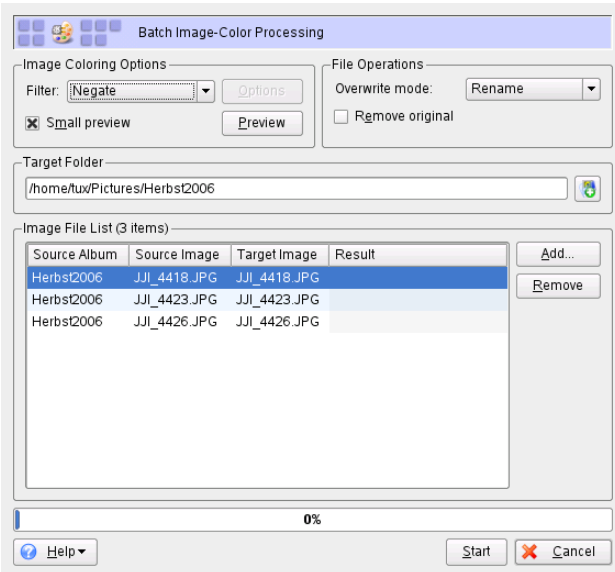 Batch Image-Color Processing
Image Coloring Options
File Operations
Filter: Negate Options
Overwrite mode: Rename
Small preview Preview
Remove original
Target Folder
/home/tux/Pictures/Herbst2006
Image File List (3 items)
Source Album Source Image Target Image Result
Herbst2006 JJI_4418.JPG JJI_4418.JPG
Herbst2006 JJI_4423.JPG JJI_4423.JPG
Herbst2006 JJI_4426.JPG JJI_4426.JPG
Add...
Remove
0%
Help Start Cancel